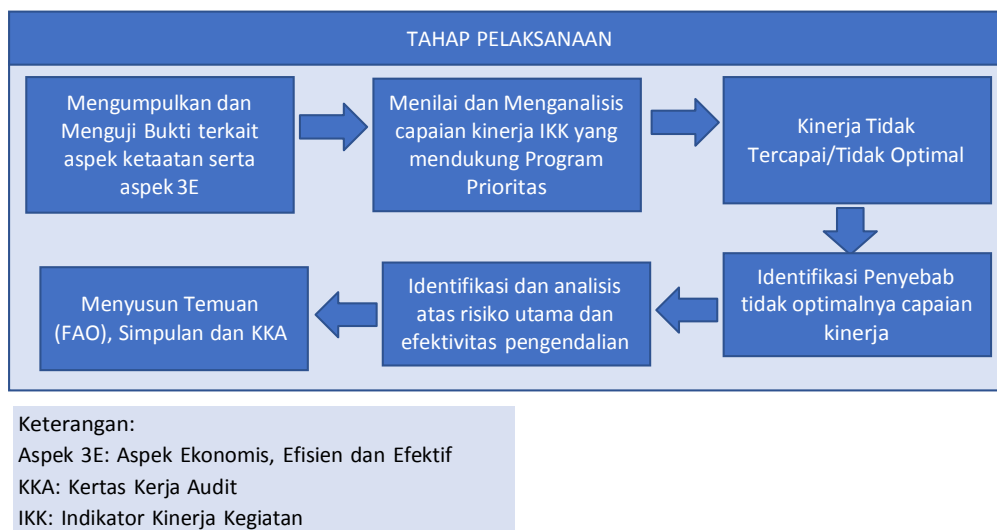 TAHAP PELAKSANAAN
Mengumpulkan dan
Menguji Bukti terkait
aspek ketaatan serta
aspek 3E
Menilai dan Menganalisis
capaian kinerja IKK yang
mendukung Program
Prioritas
Kinerja Tidak
Tercapai/Tidak Optimal
Identifikasi Penyebab
tidak optimalnya capaian
kinerja
Identifikasi dan analisis
atas risiko utama dan
efektivitas pengendalian
Menyusun Temuan
(FAO), Simpulan dan KKA
Keterangan:
Aspek 3E: Aspek Ekonomis, Efisien dan Efektif
KKA: Kertas Kerja Audit
IKK: Indikator Kinerja Kegiatan